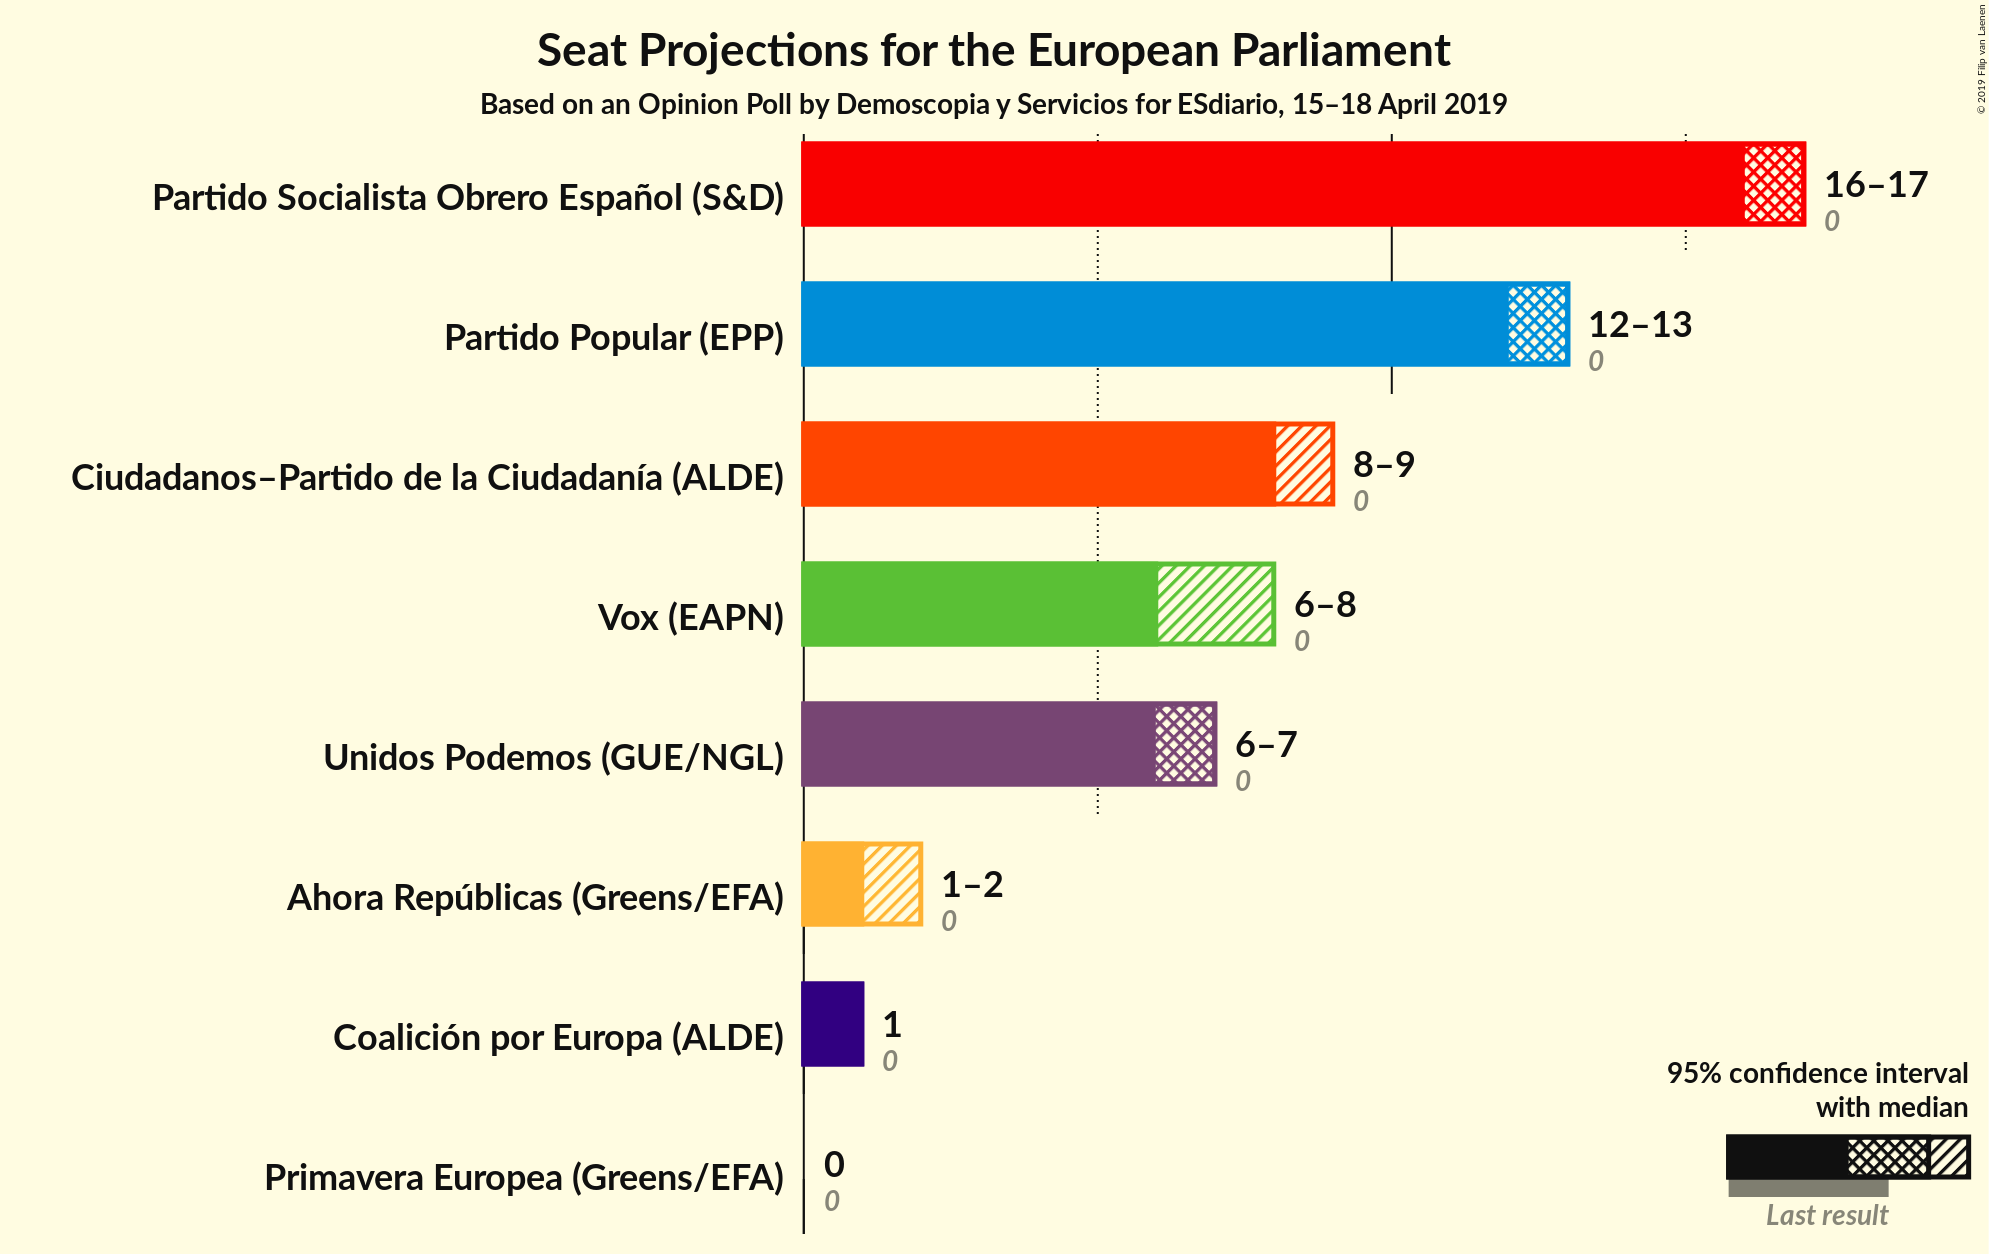 Seat Projections for the European Parliament
Based on an Opinion Poll by Demoscopia y Servicios for ESdiario, 15–18 April 2019
© 2019 Filip van Laenen
Partido Socialista Obrero Español (S&D)
16–17
0
Partido Popular (EPP)
12–13
0
Ciudadanos–Partido de la Ciudadanía (ALDE)
8–9
0
Vox (EAPN)
6–8
0
Unidos Podemos (GUE/NGL)
6–7
0
Ahora Repúblicas (Greens/EFA)
1–2
0
Coalición por Europa (ALDE)
1
0
Primavera Europea (Greens/EFA)
0
0
95% confidence interval
with median
Last result